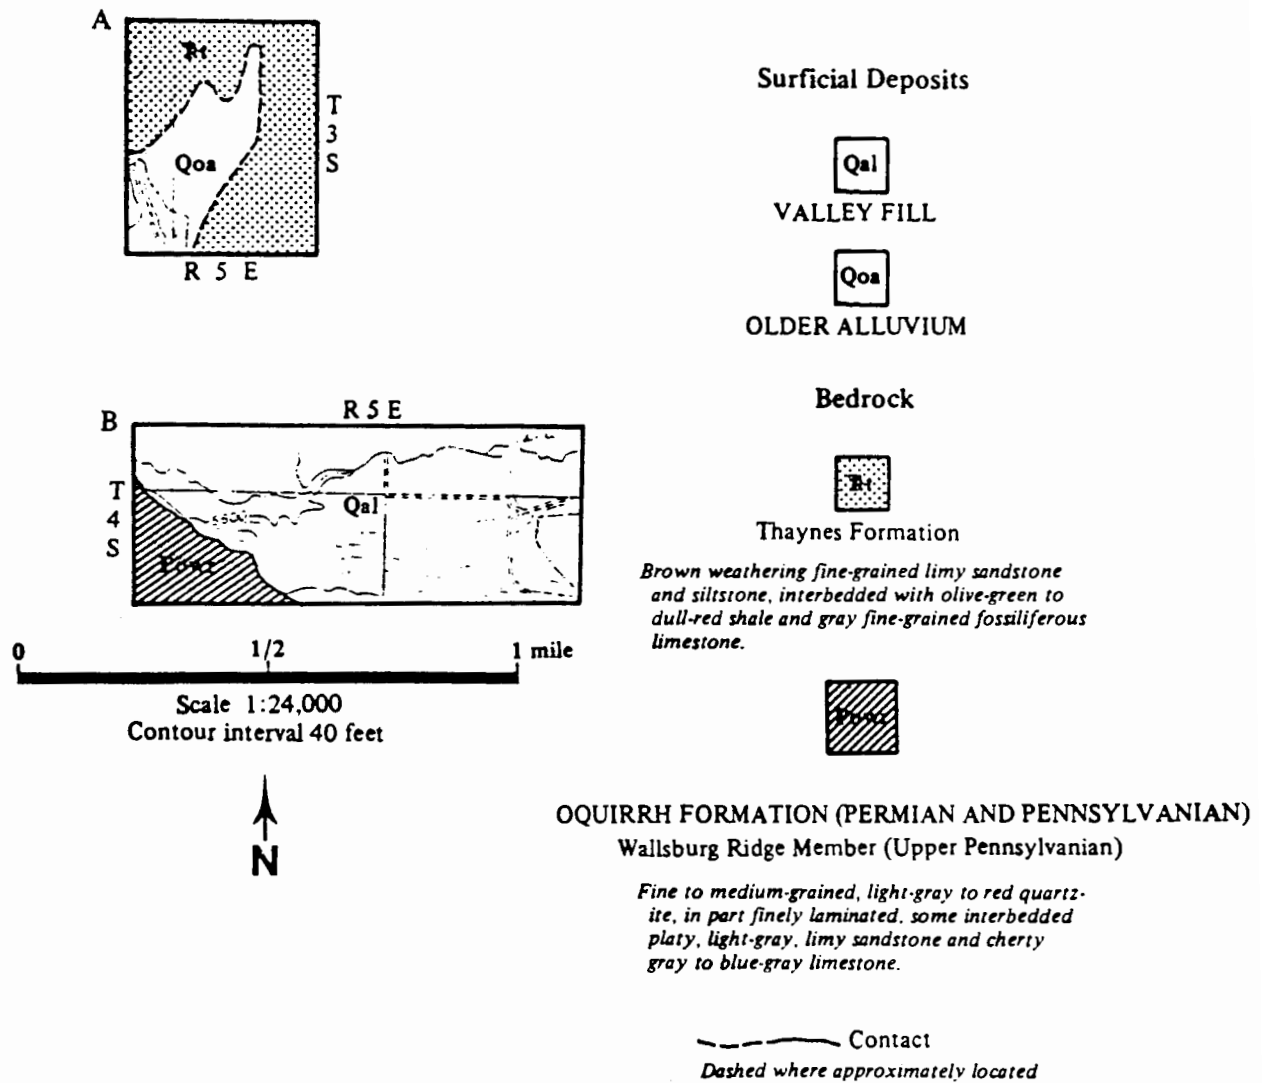 A
Qoa
T
3
S
R 5 E
B
R 5 E
T
4
S
Qal
0 1/2 1 mile
Scale 1:24,000
Contour interval 40 feet
N
Surficial Deposits
Qal
VALLEY FILL
Qoa
OLDER ALLUVIUM
Bedrock
Thaynes Formation
Brown weathering fine-grained limy sandstone
and siltstone, interbedded with olive-green to
dull-red shale and gray fine-grained fossiliferous
limestone.
OQUIRRH FORMATION (PERMIAN AND PENNSYLVANIAN)
Wallsburg Ridge Member (Upper Pennsylvanian)
Fine to medium-grained, light-gray to red quartz-
ite, in part finely laminated, some interbedded
platy, light-gray, limy sandstone and cherty
gray to blue-gray limestone.
Contact
Dashed where approximately located